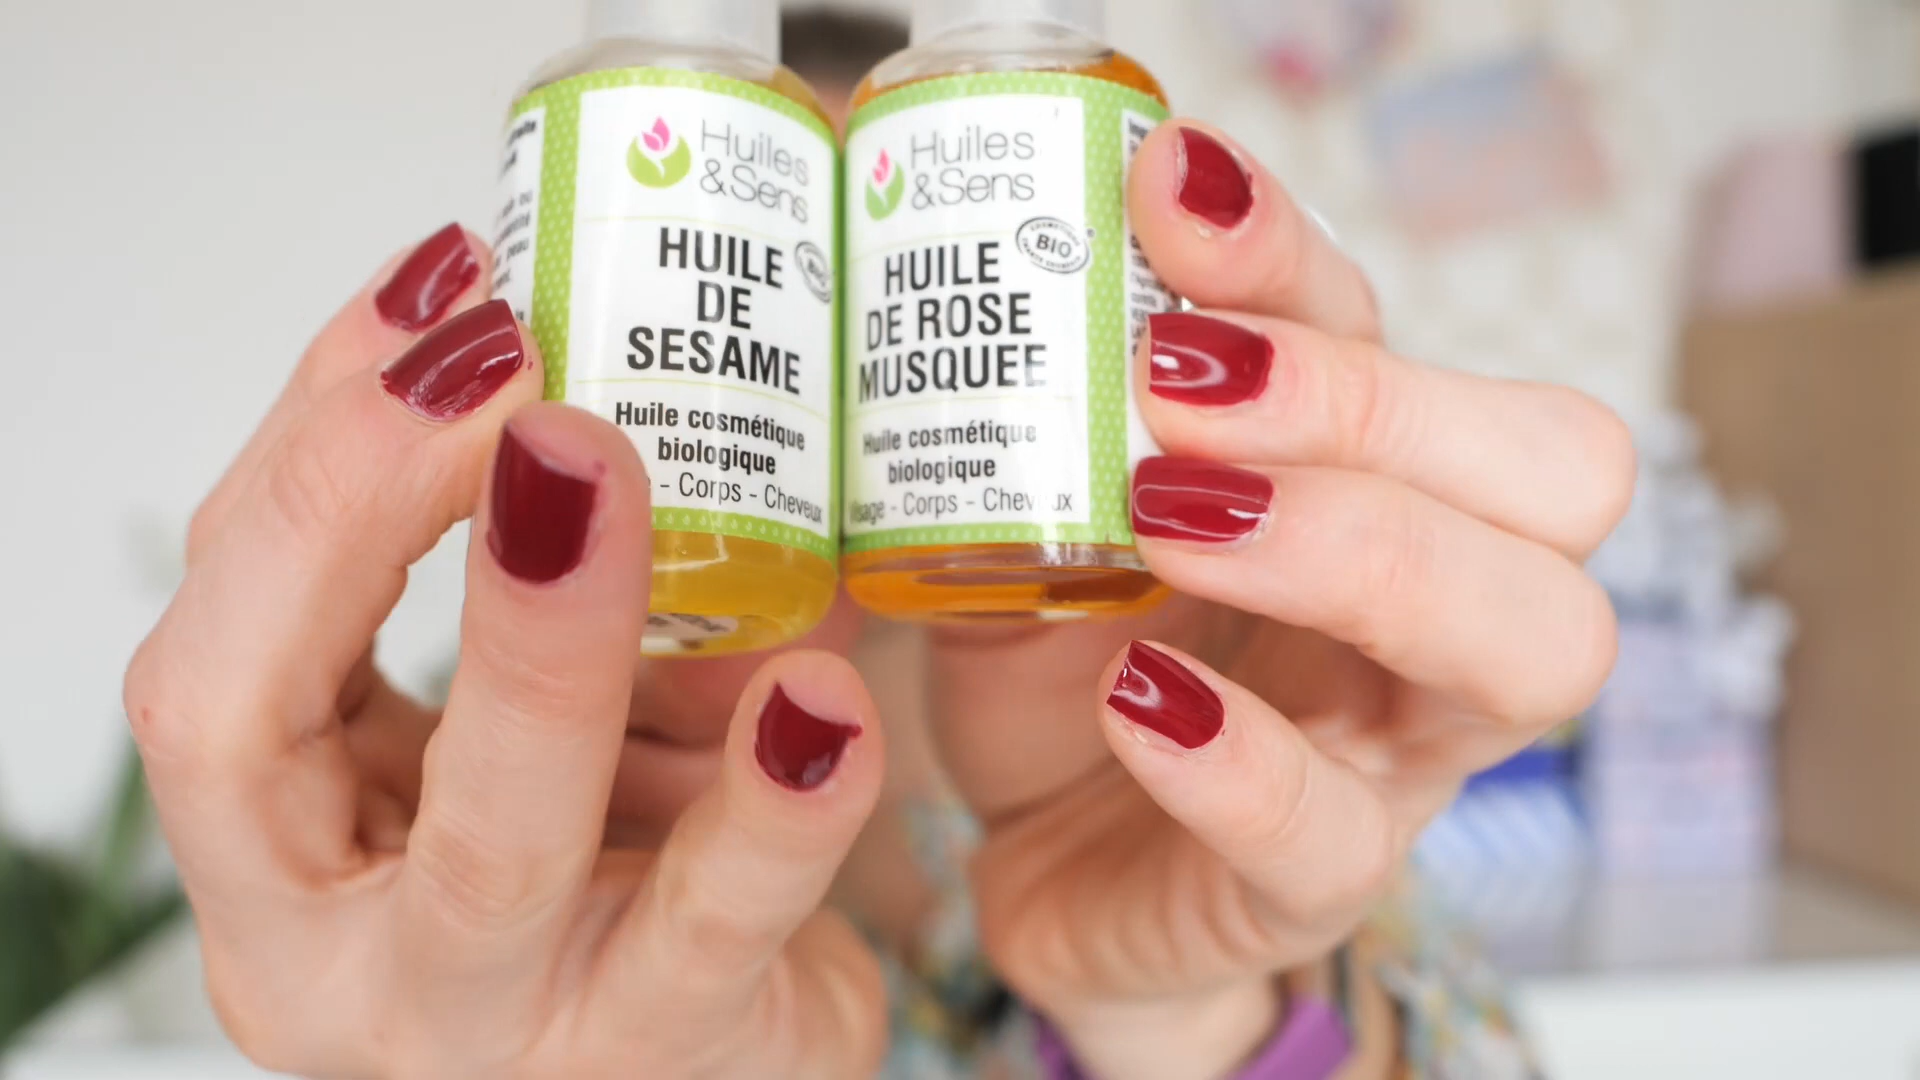 Huiles
&Sens
HUILE
DE
SESAME
BIO
Huile cosmétique
biologique
- Corps - Cheveux
Huiles
&Sens
BIO
HUILE
DE ROSE
MUSQUEE
Huile cosmétique
biologique
Visage - Corps - Cheveux